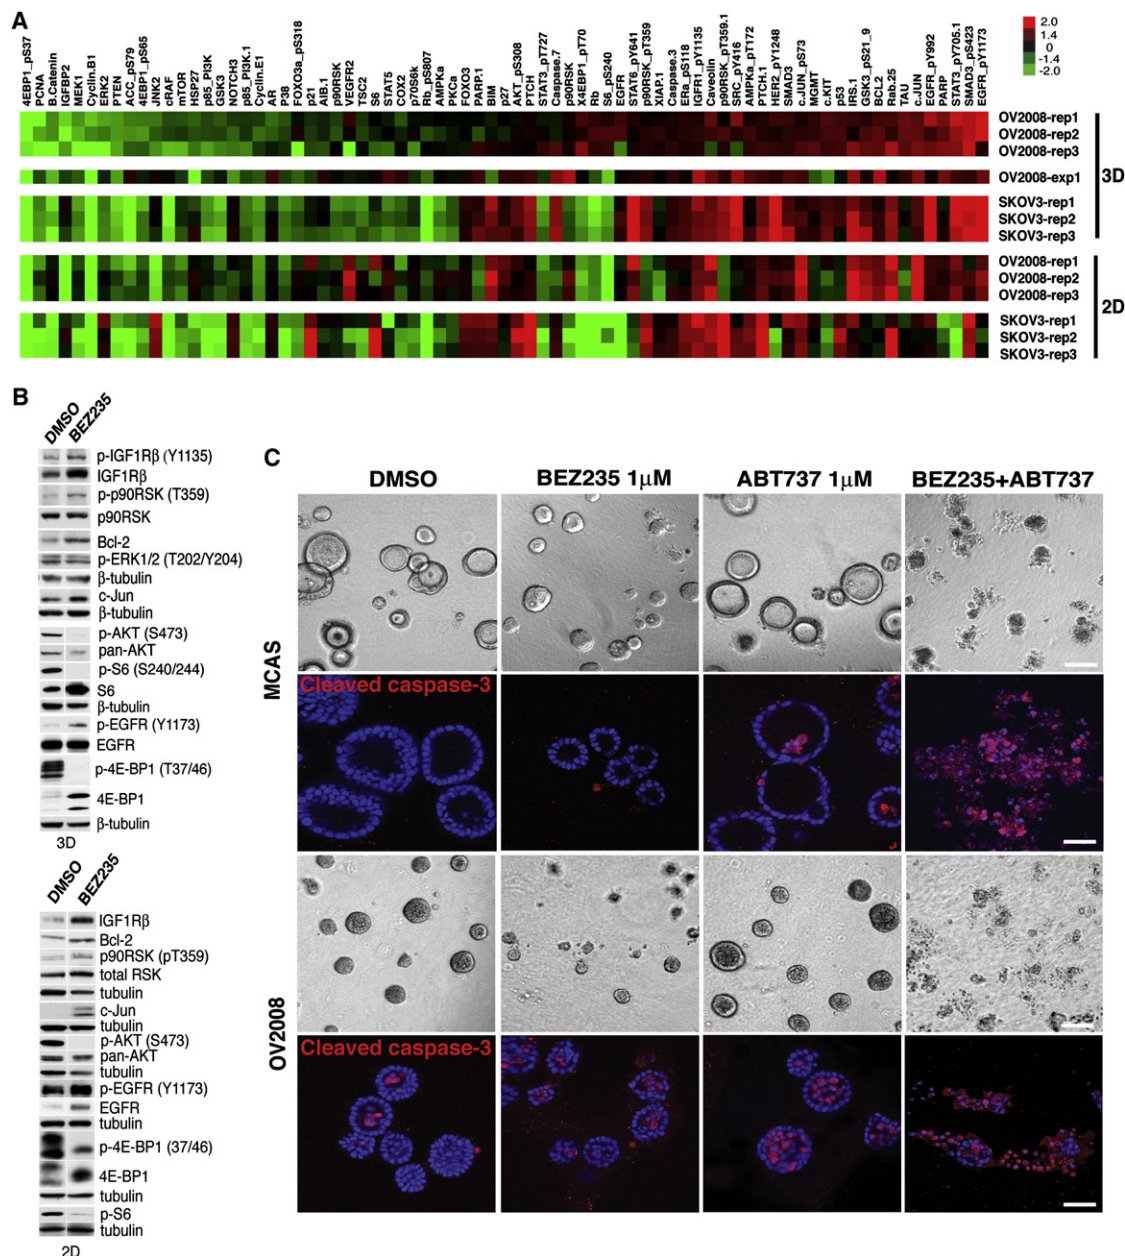 A
4EBP1_pS37
PCNA
B.Catenin
IGFBP2
MEK1
Cyclin.B1
ERK2
PTEN
ACC_pS79
4EBP1_pS65
JNK2
cRAF
mTOR
HSP27
p85_PI3K
GSK3
NOTCH3
p85_PI3K.1
Cyclin.E1
AR
P38
FOXO3a_pS318
p21
AIB.1
p90RSK
VEGFR2
TSC2
S6
STAT5
COX2
p70S6k
Rb_pS807
AMPKa
PKCa
FOXO3
PARP.1
BIM
p27
AKT_pS308
PTCH
STAT3_pT727
Caspase.7
p90RSK
X4EBP1_pT70
Rb
S6_pS240
EGFR
STAT6_pY641
p90RSK_pT359
XIAP.1
caspase.3
ERa_pS118
IGFR1_pY1135
Caveolin
p90RSK_pT359.1
SRC_pY416
AMPKa_pT172
PTCH.1
HER2_pY1248
SMAD3
c.JUN_pS73
MGMT
c.KIT
p53
IRS.1
GSK3_pS21_9
BCL2
Rab.25
TAU
c.JUN
EGFR_pY992
PARP
STAT3_pY705.1
SMAD3_pS423
EGFR_pY1173
2.0
1.4
0
-1.4
-2.0
OV2008-rep1
OV2008-rep2
OV2008-rep3
OV2008-exp1
SKOV3-rep1
SKOV3-rep2
SKOV3-rep3
3D
OV2008-rep1
OV2008-rep2
OV2008-rep3
SKOV3-rep1
SKOV3-rep2
SKOV3-rep3
2D
B
DMSO
BEZ235
p-IGF1Rβ (Y1135)
IGF1Rβ
p-p90RSK (T359)
p90RSK
Bcl-2
p-ERK1/2 (T202/Y204)
β-tubulin
c-Jun
β-tubulin
p-AKT (S473)
pan-AKT
p-S6 (S240/244)
S6
β-tubulin
p-EGFR (Y1173)
EGFR
p-4E-BP1 (T37/46)
4E-BP1
β-tubulin
3D
DMSO
BEZ235
IGF1Rβ
Bcl-2
p90RSK (pT359)
total RSK
tubulin
c-Jun
tubulin
p-AKT (S473)
pan-AKT
tubulin
p-EGFR (Y1173)
EGFR
tubulin
p-4E-BP1 (37/46)
4E-BP1
tubulin
p-S6
tubulin
2D
C
DMSO
BEZ235 1μM
ABT737 1μM
BEZ235+ABT737
MCAS
Cleaved caspase-3
OV2008
Cleaved caspase-3